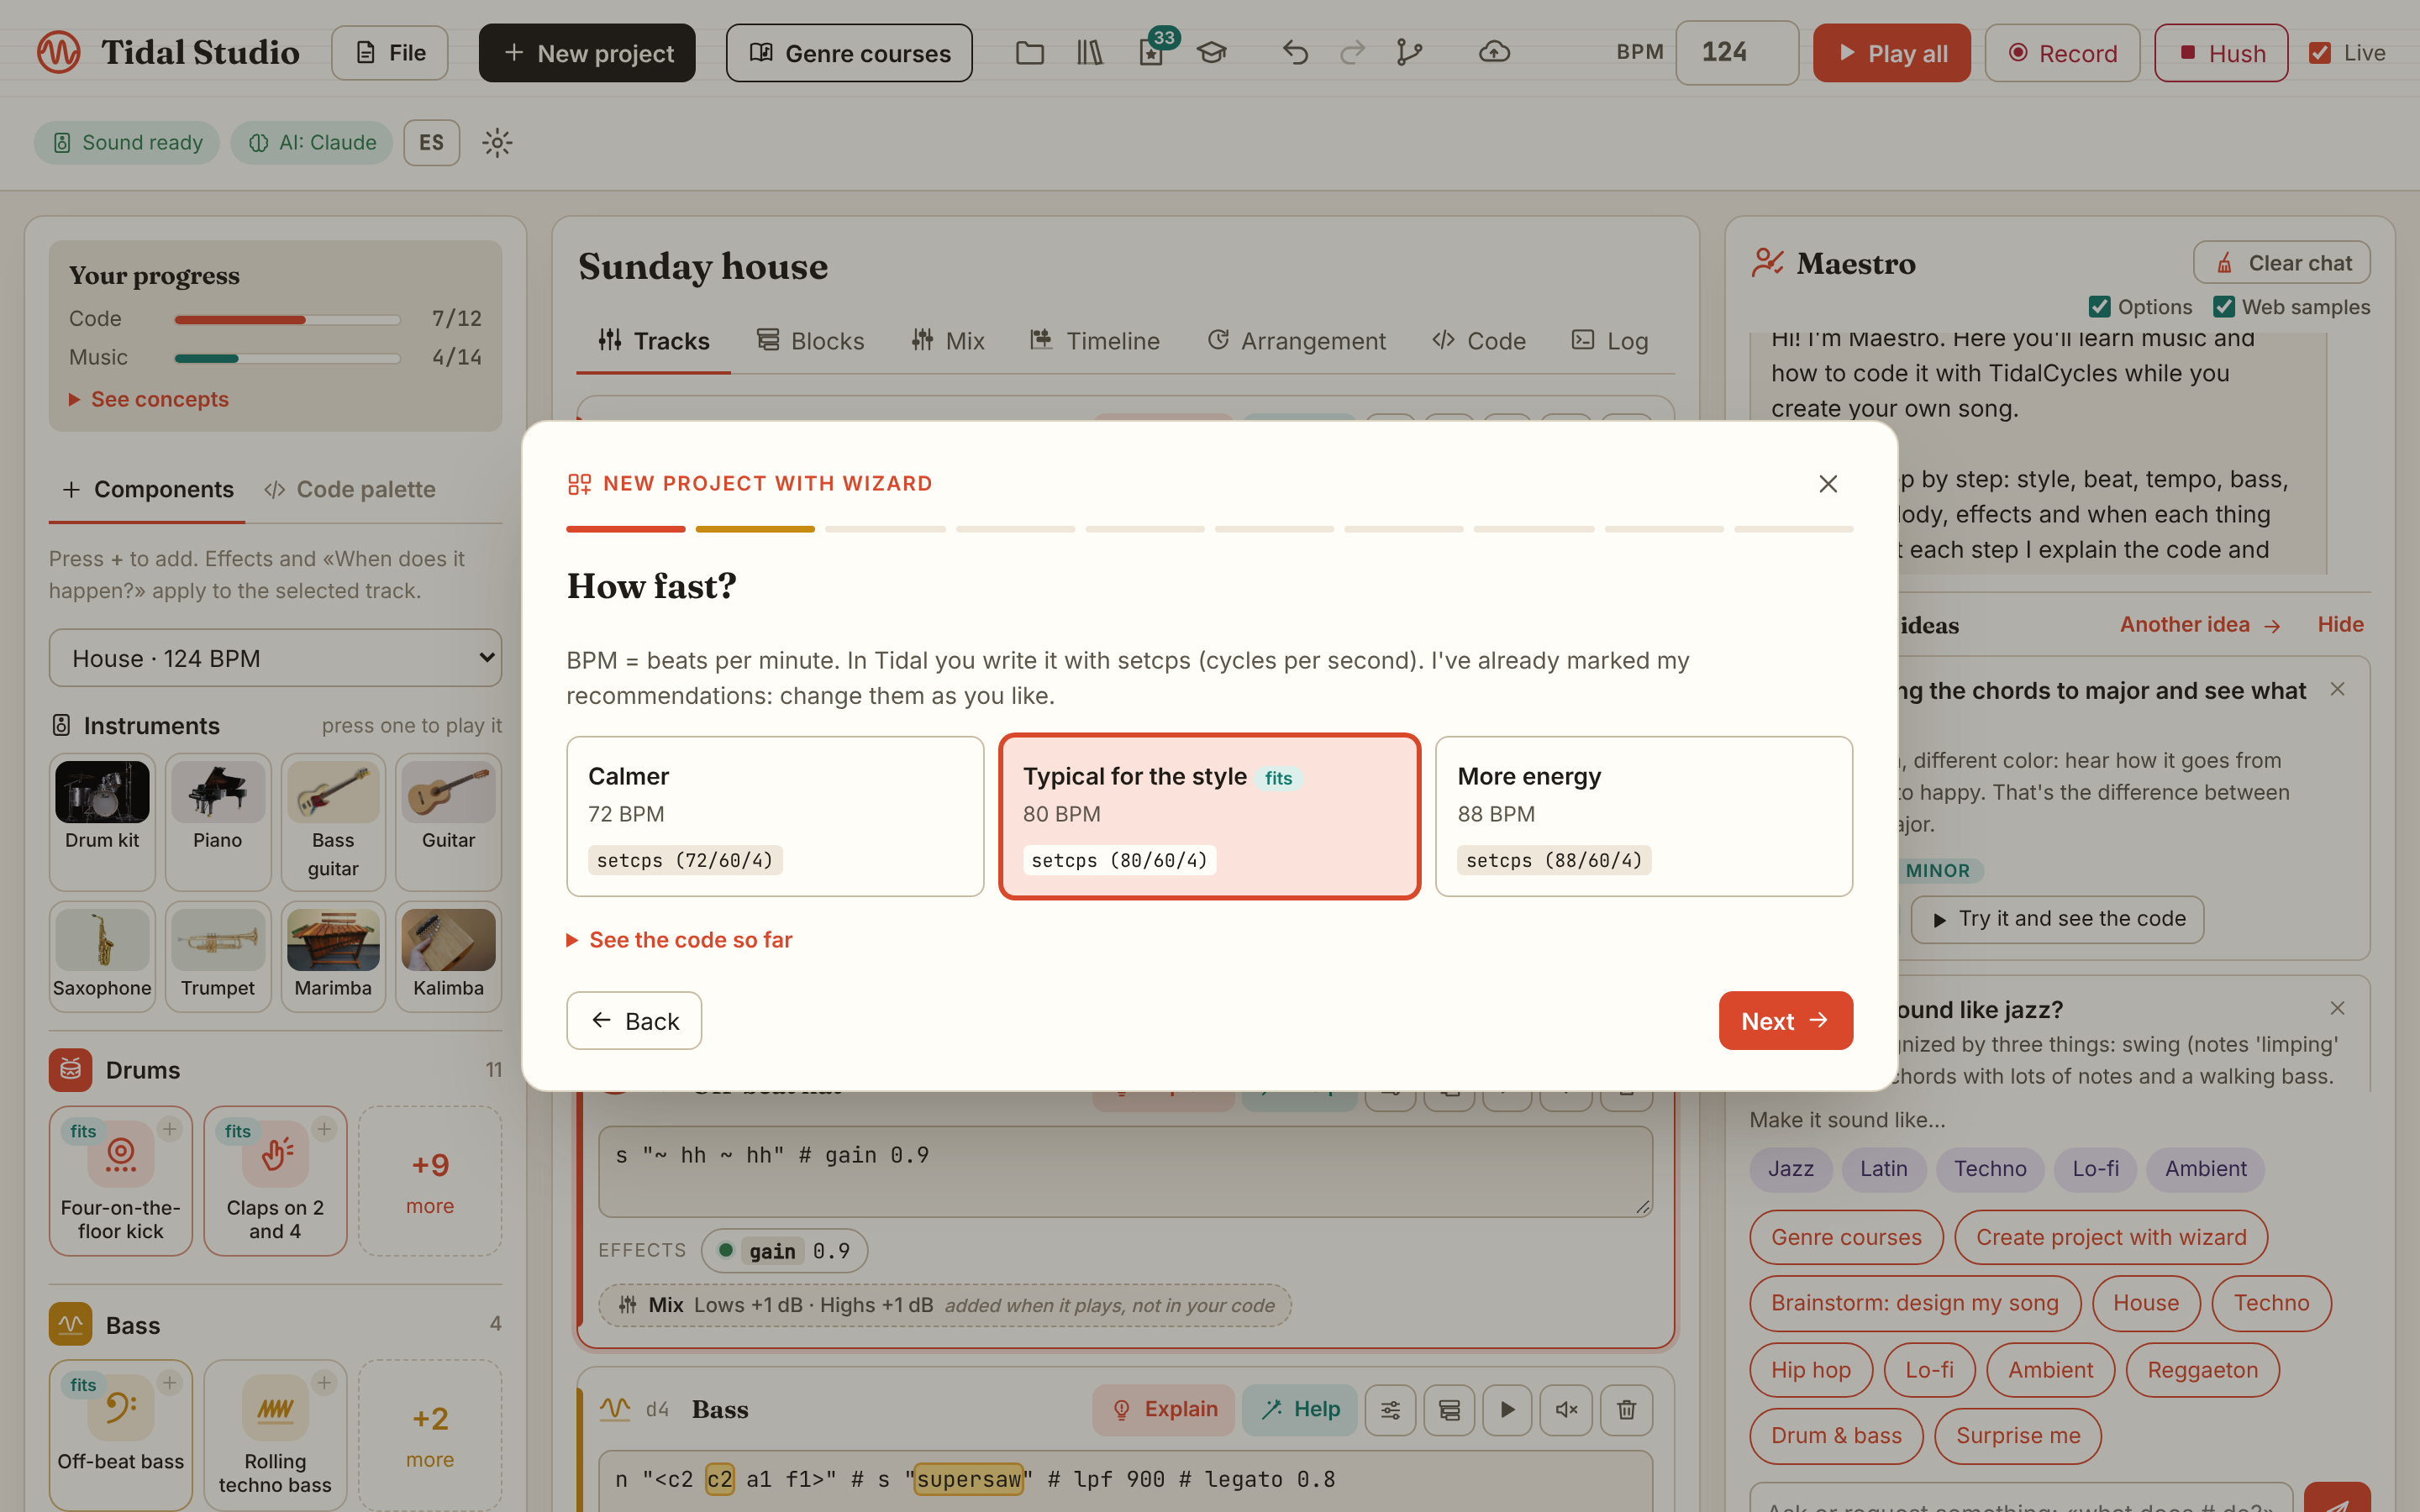 Tidal Studio
File
New project
Genre courses
33
BPM
124
Play all
Record
Hush
Live
Sound ready
AI: Claude
ES
Your progress
Code
7/12
Music
4/14
See concepts
Components
Code palette
Press + to add. Effects and «When does it
happen?» apply to the selected track.
House · 124 BPM
Instruments
press one to play it
Drum kit
Piano
Bass
guitar
Guitar
Saxophone
Trumpet
Marimba
Kalimba
Drums
11
fits
Four-on-the-
floor kick
fits
Claps on 2
and 4
+9
more
Bass
4
fits
Off-beat bass
Rolling
techno bass
+2
more
Sunday house
Tracks
Blocks
Mix
Timeline
Arrangement
Code
Log
NEW PROJECT WITH WIZARD
How fast?
BPM = beats per minute. In Tidal you write it with setcps (cycles per second). I've already marked my
recommendations: change them as you like.
Calmer
72 BPM
setcps (72/60/4)
Typical for the style fits
80 BPM
setcps (80/60/4)
More energy
88 BPM
setcps (88/60/4)
See the code so far
Back
Next
s "~ hh ~ hh" # gain 0.9
EFFECTS
gain 0.9
Mix Lows +1 dB · Highs +1 dB added when it plays, not in your code
d4
Bass
Explain
Help
n "<c2 c2 a1 f1>" # s "supersaw" # lpf 900 # legato 0.8
Maestro
Clear chat
Options
Web samples
Hi! I'm Maestro. Here you'll learn music and
how to code it with TidalCycles while you
create your own song.
by step: style, beat, tempo, bass,
effects and when each thing
each step I explain the code and
ideas
Another idea
Hide
the chords to major and see what
different color: hear how it goes from
to happy. That's the difference between
MINOR
Try it and see the code
sound like jazz?
by three things: swing (notes 'limping'
chords with lots of notes and a walking bass.
Make it sound like...
Jazz
Latin
Techno
Lo-fi
Ambient
Genre courses
Create project with wizard
Brainstorm: design my song
House
Techno
Hip hop
Lo-fi
Ambient
Reggaeton
Drum & bass
Surprise me